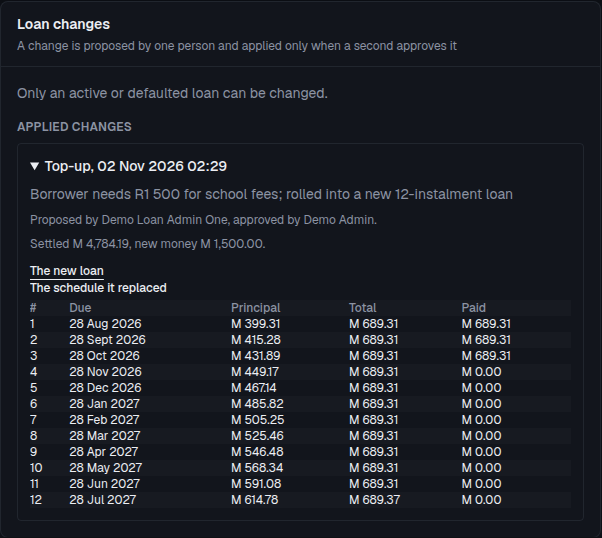 Loan changes
A change is proposed by one person and applied only when a second approves it
Only an active or defaulted loan can be changed.
APPLIED CHANGES
▼ Top-up, 02 Nov 2026 02:29
Borrower needs R1 500 for school fees; rolled into a new 12-instalment loan
Proposed by Demo Loan Admin One, approved by Demo Admin.
Settled M 4,784.19, new money M 1,500.00.
The new loan
The schedule it replaced
# Due Principal Total Paid
1 28 Aug 2026 M 399.31 M 689.31 M 689.31
2 28 Sept 2026 M 415.28 M 689.31 M 689.31
3 28 Oct 2026 M 431.89 M 689.31 M 689.31
4 28 Nov 2026 M 449.17 M 689.31 M 0.00
5 28 Dec 2026 M 467.14 M 689.31 M 0.00
6 28 Jan 2027 M 485.82 M 689.31 M 0.00
7 28 Feb 2027 M 505.25 M 689.31 M 0.00
8 28 Mar 2027 M 525.46 M 689.31 M 0.00
9 28 Apr 2027 M 546.48 M 689.31 M 0.00
10 28 May 2027 M 568.34 M 689.31 M 0.00
11 28 Jun 2027 M 591.08 M 689.31 M 0.00
12 28 Jul 2027 M 614.78 M 689.37 M 0.00